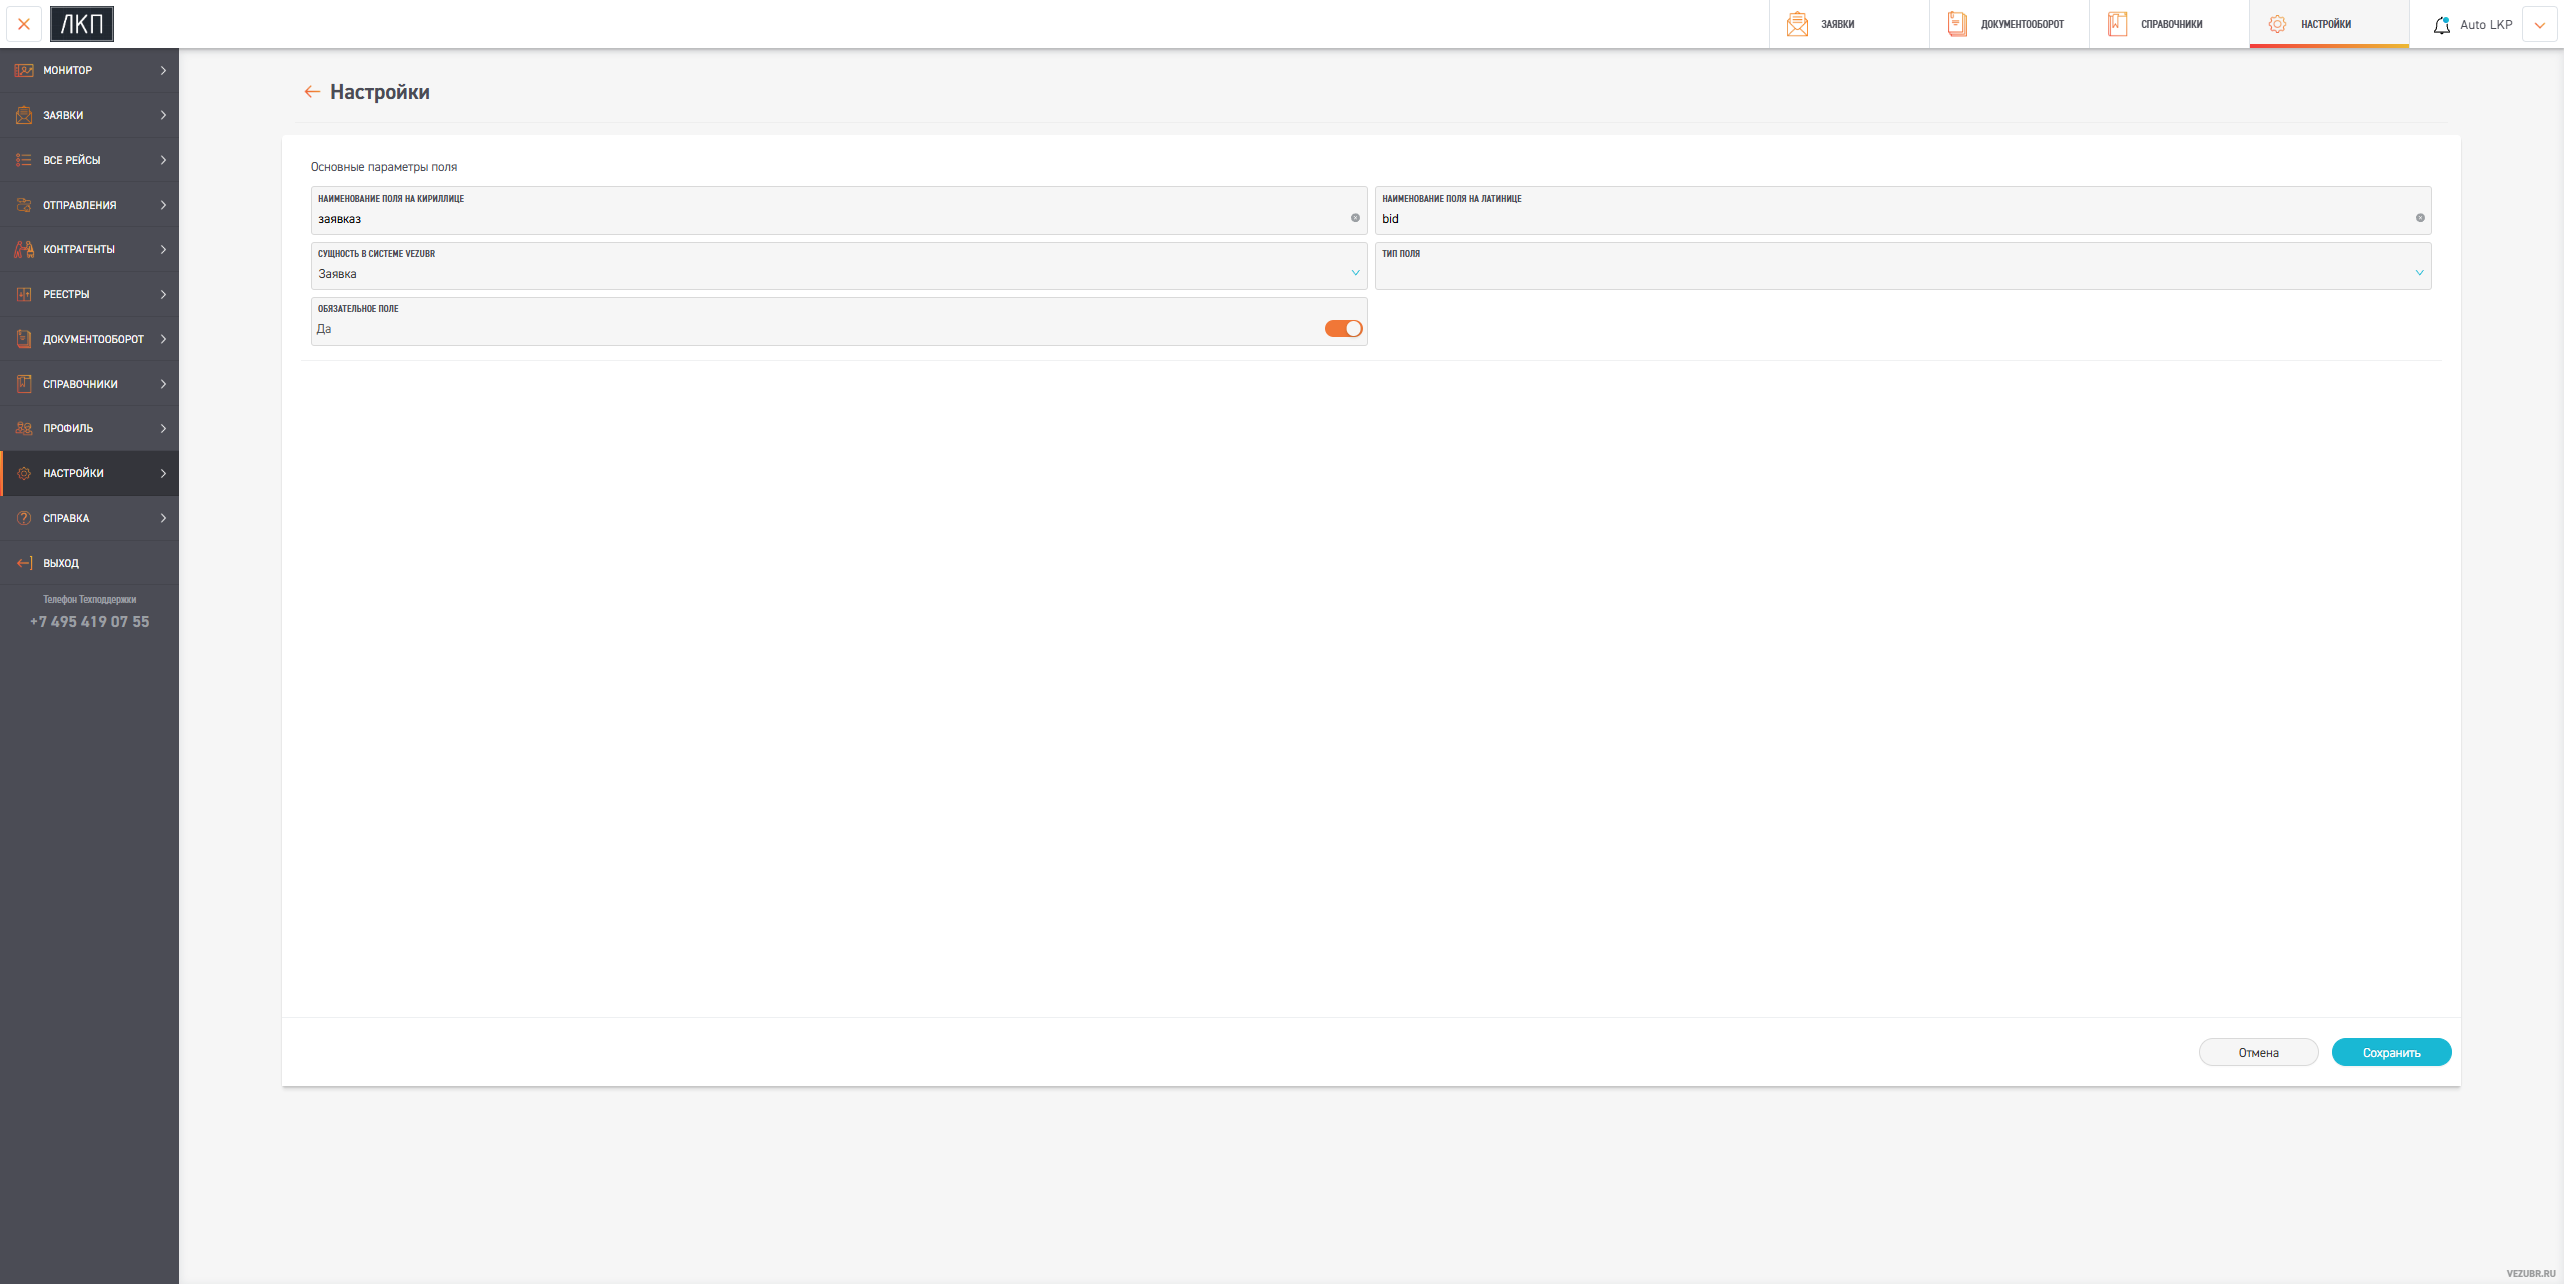 ЛКП
ЗАЯВКИ
ДОКУМЕНТООБОРОТ
СПРАВОЧНИКИ
НАСТРОЙКИ
Auto LKP
МОНИТОР
ЗАЯВКИ
ВСЕ РЕЙСЫ
ОТПРАВЛЕНИЯ
КОНТРАГЕНТЫ
РЕЕСТРЫ
ДОКУМЕНТООБОРОТ
СПРАВОЧНИКИ
ПРОФИЛЬ
НАСТРОЙКИ
СПРАВКА
ВЫХОД
Телефон Техподдержки
+7 495 419 07 55
Настройки
Основные параметры поля
НАИМЕНОВАНИЕ ПОЛЯ НА КИРИЛЛИЦЕ
заявказ
НАИМЕНОВАНИЕ ПОЛЯ НА ЛАТИНИЦЕ
bid
СУЩНОСТЬ В СИСТЕМЕ VEZUBR
Заявка
ТИП ПОЛЯ
ОБЯЗАТЕЛЬНОЕ ПОЛЕ
Да
Отмена
Сохранить
VEZUBR.RU